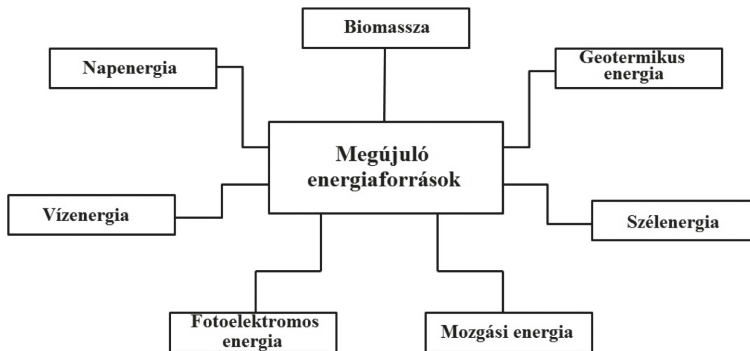 Biomassza
Napenergia
Geotermikus
energia
Megújuló
energiaforrások
Vízenergia
Szélenergia
Fotoelektromos
energia
Mozgási energia